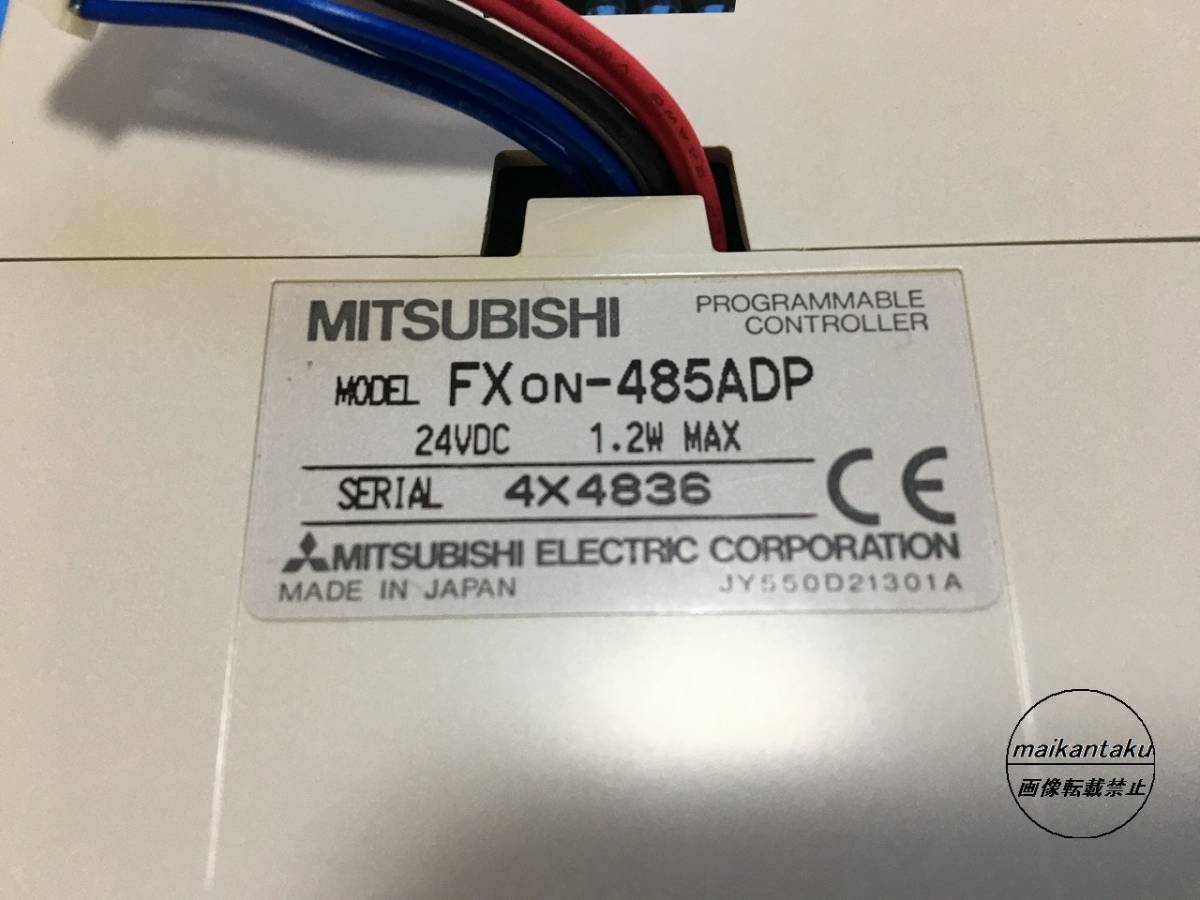 MITSUBISHI
PROGRAMMABLE
CONTROLLER
MODEL FX0N-485ADP
24VDC 1.2W MAX
SERIAL 4X4836
CE
MITSUBISHI ELECTRIC CORPORATION
MADE IN JAPAN JY550D21301A
maikantaku
画像転載禁止